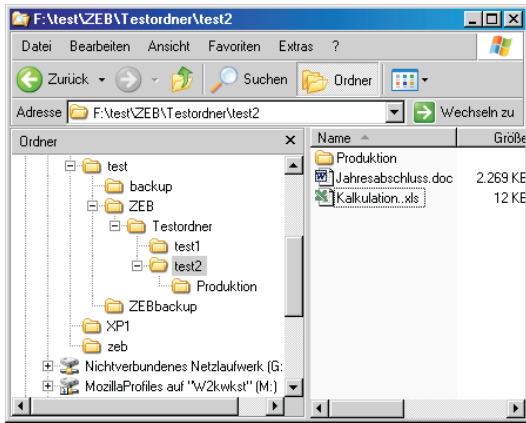 F:\test\ZEB\Testordner\test2
Datei Bearbeiten Ansicht Favoriten Extras ?
Zurück Suchen Ordner
Adresse F:\test\ZEB\Testordner\test2 Wechseln zu
Ordner
test
backup
ZEB
Testordner
test1
test2
Produktion
ZEBbackup
XP1
zeb
Nichtverbundenes Netzlaufwerk (G:
MozillaProfiles auf "W2kwkst" (M:)
Name Größe
Produktion
Jahresabschluss.doc 2.269 KE
Kalkulation..xls 12 KE